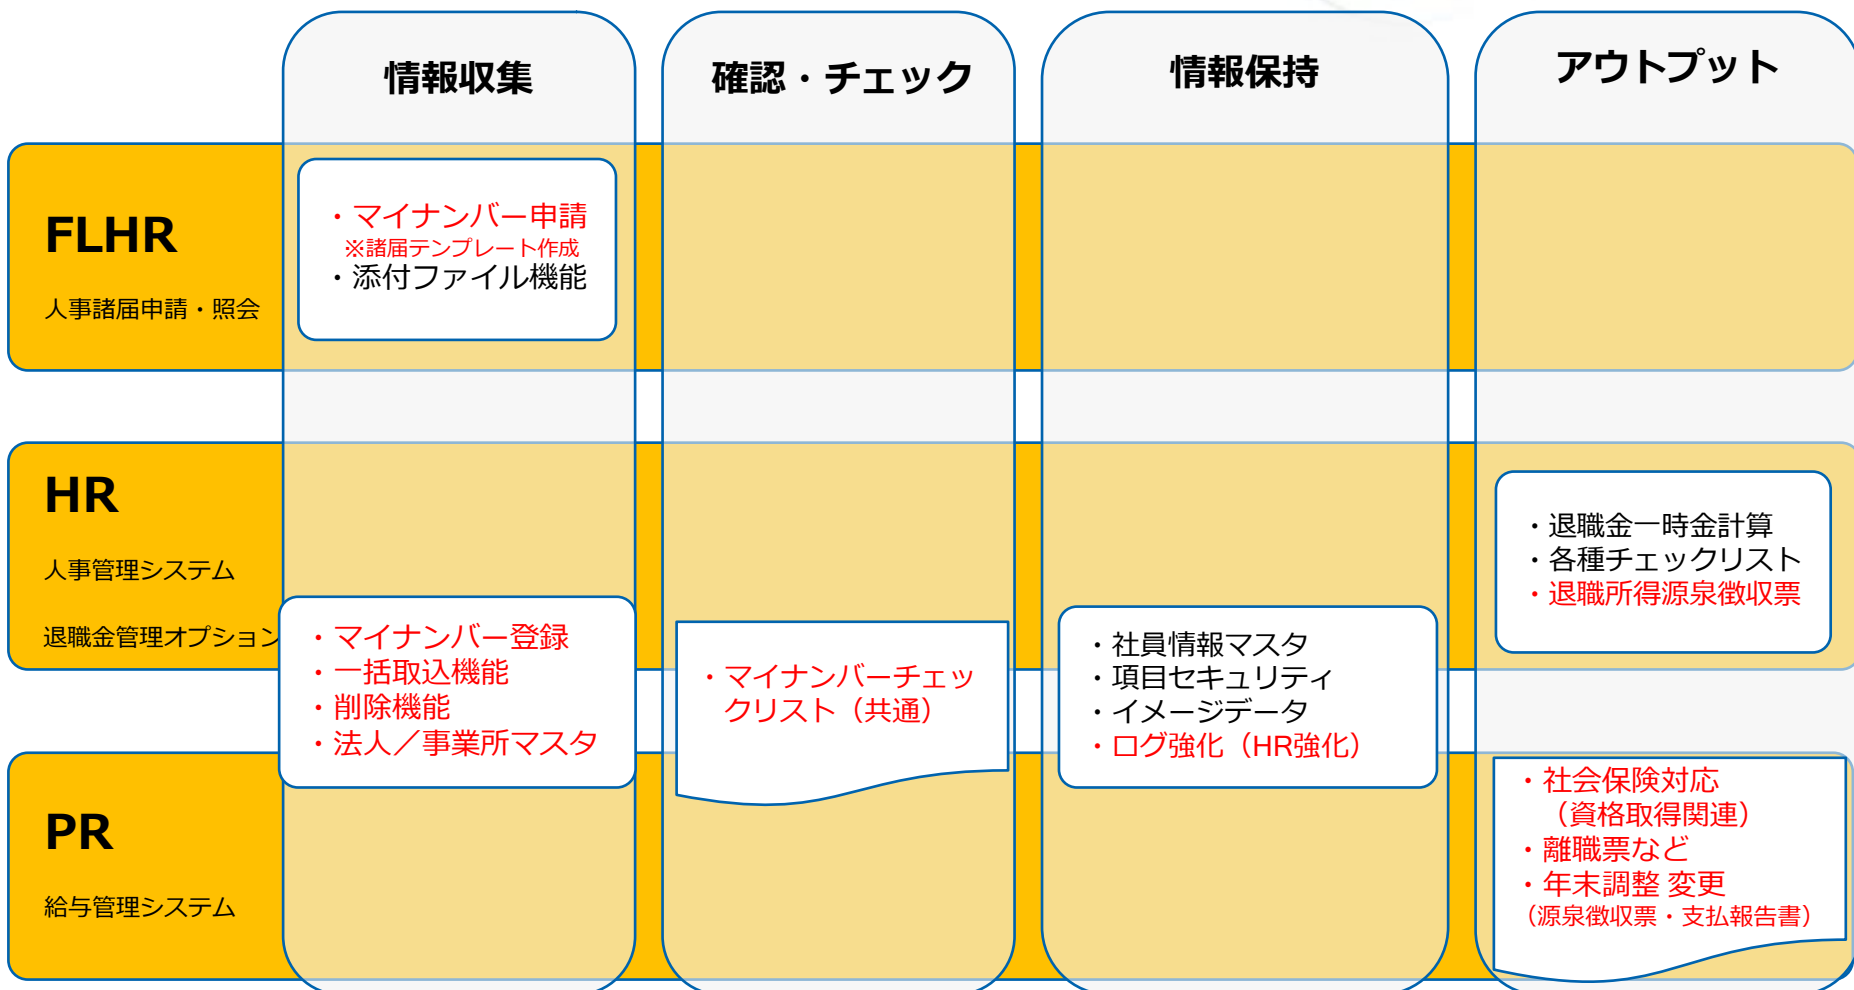 情報収集
確認・チェック
情報保持
アウトプット
FLHR
人事諸届申請・照会
・マイナンバー申請
※諸届テンプレート作成
・添付ファイル機能
HR
人事管理システム
退職金管理オプション
・マイナンバー登録
・一括取込機能
・削除機能
・法人／事業所マスタ
・マイナンバーチェッ
クリスト（共通）
・社員情報マスタ
・項目セキュリティ
・イメージデータ
・ログ強化（HR強化）
・退職金一時金計算
・各種チェックリスト
・退職所得源泉徴収票
PR
給与管理システム
・社会保険対応
（資格取得関連）
・離職票など
・年末調整 変更
（源泉徴収票・支払報告書）